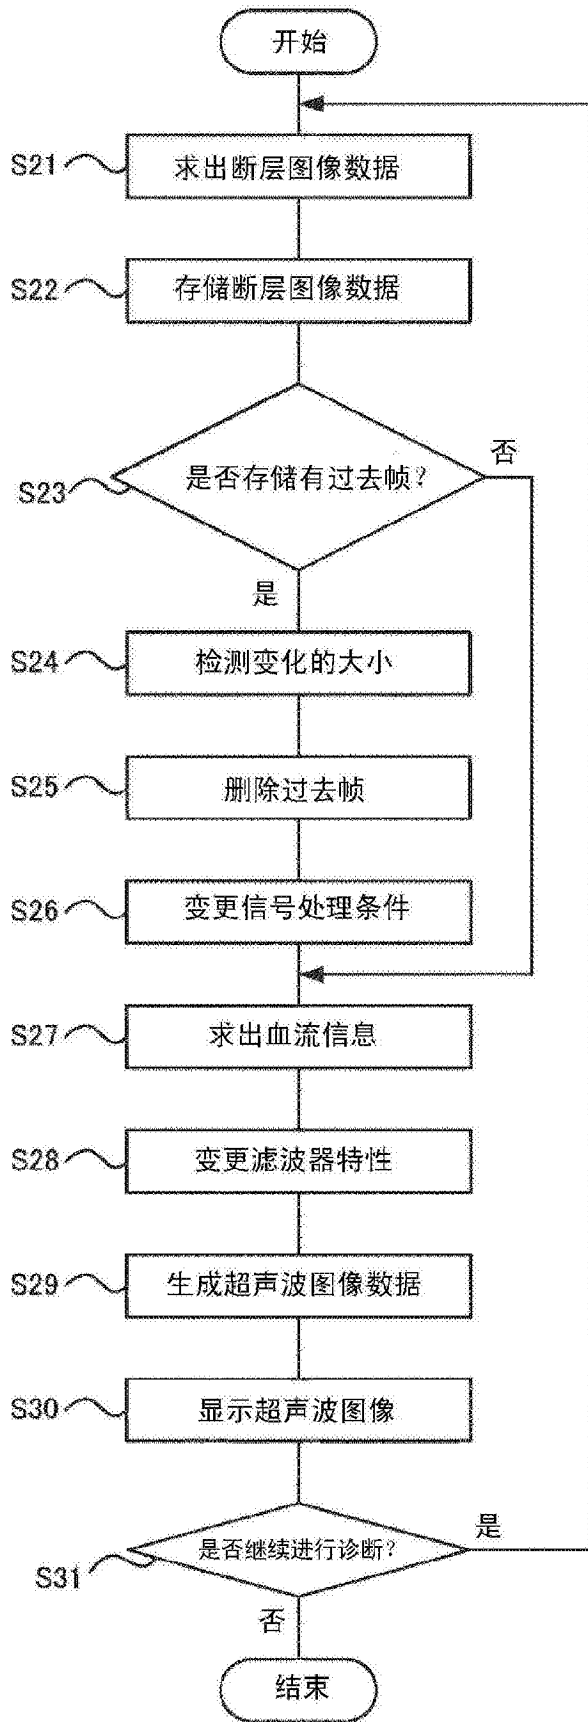 开始
S21 求出断层图像数据
S22 存储断层图像数据
S23 是否存储有过去帧?
否
是
S24 检测变化的大小
S25 删除过去帧
S26 变更信号处理条件
S27 求出血流信息
S28 变更滤波器特性
S29 生成超声波图像数据
S30 显示超声波图像
S31 是否继续进行诊断?
是
否
结束